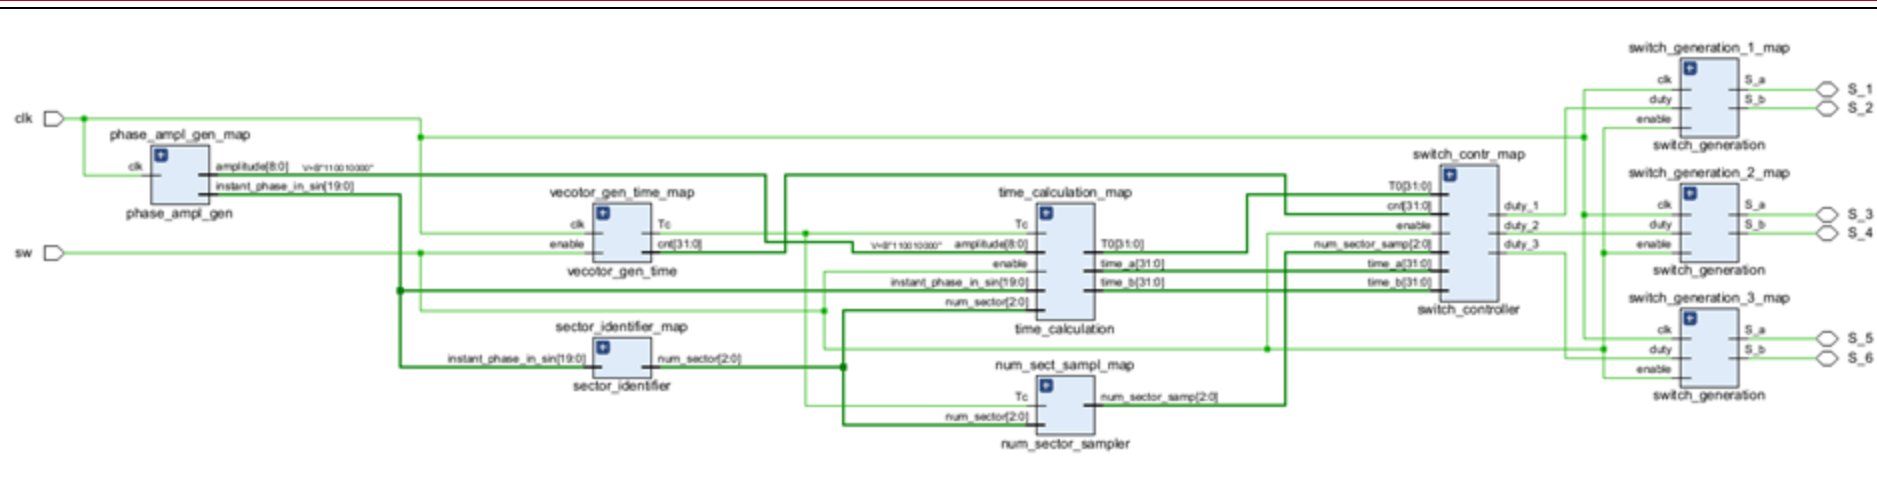 clk
sw
phase_ampl_gen_map
clk
amplitude[8:0]
V=B"110010000"
instant_phase_in_sin[19:0]
phase_ampl_gen
vecotor_gen_time_map
clk
enable
Tc
cnt[31:0]
vecotor_gen_time
sector_identifier_map
instant_phase_in_sin[19:0]
num_sector[2:0]
sector_identifier
time_calculation_map
Tc
V=B"110010000"
amplitude[8:0]
enable
instant_phase_in_sin[19:0]
num_sector[2:0]
T0[31:0]
time_a[31:0]
time_b[31:0]
time_calculation
num_sect_sampl_map
Tc
num_sector[2:0]
num_sector_samp[2:0]
num_sector_sampler
switch_contr_map
T0[31:0]
cnt[31:0]
enable
num_sector_samp[2:0]
time_a[31:0]
time_b[31:0]
duty_1
duty_2
duty_3
switch_controller
switch_generation_1_map
clk
duty
enable
S_a
S_b
switch_generation
S_1
S_2
switch_generation_2_map
clk
duty
enable
S_a
S_b
switch_generation
S_3
S_4
switch_generation_3_map
clk
duty
enable
S_a
S_b
switch_generation
S_5
S_6